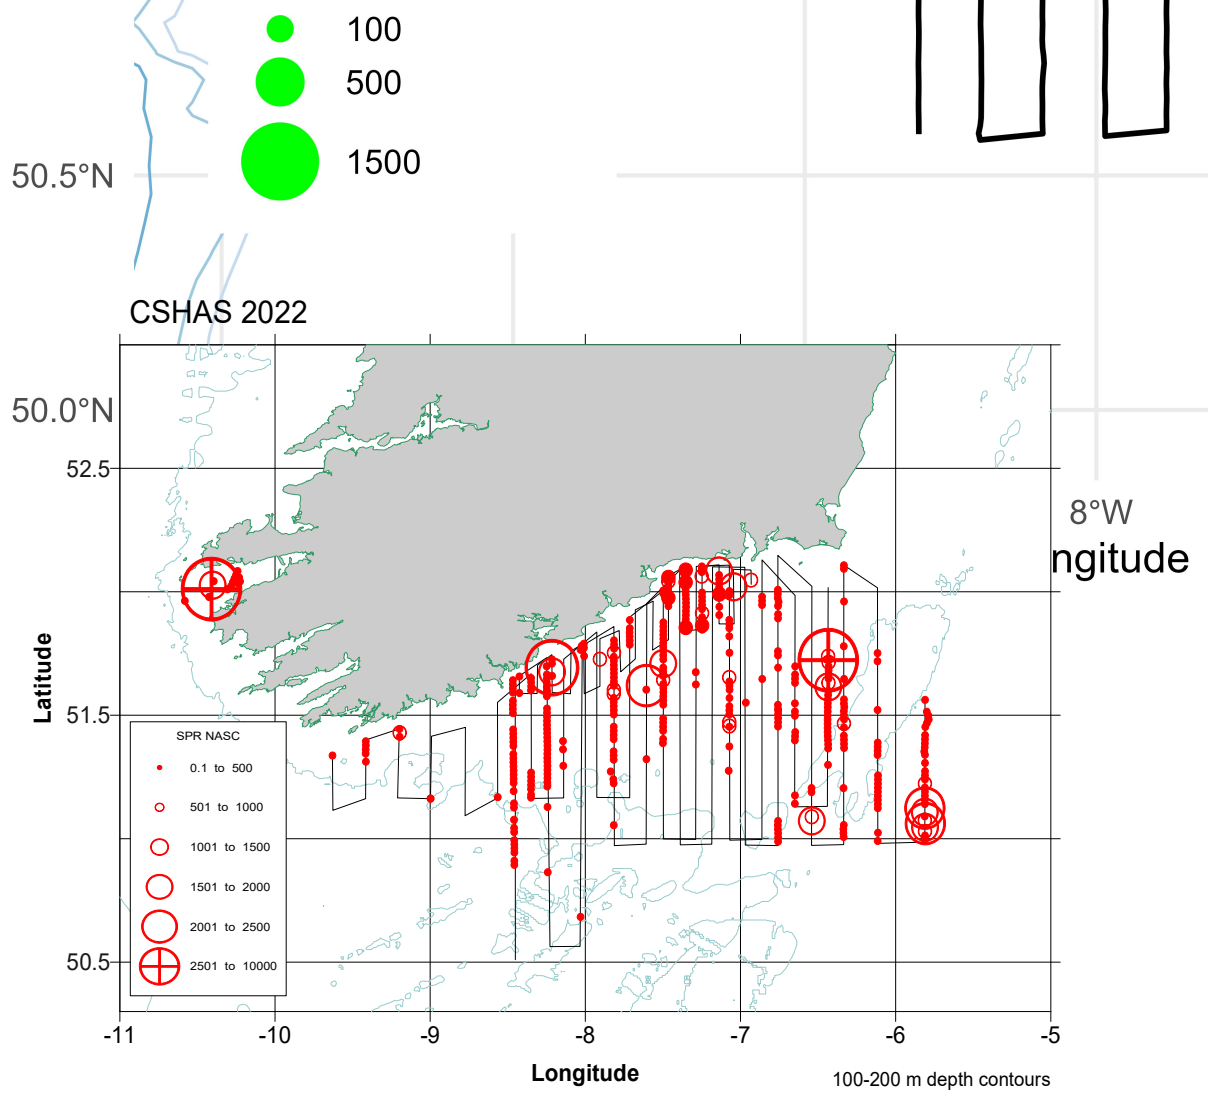 100
500
1500
50.5°N
CSHAS 2022
50.0°N
52.5
8°W
ngitude
Latitude
51.5
SPR NASC
0.1 to 500
501 to 1000
1001 to 1500
1501 to 2000
2001 to 2500
2501 to 10000
50.5
-11 -10 -9 -8 -7 -6 -5
Longitude
100-200 m depth contours